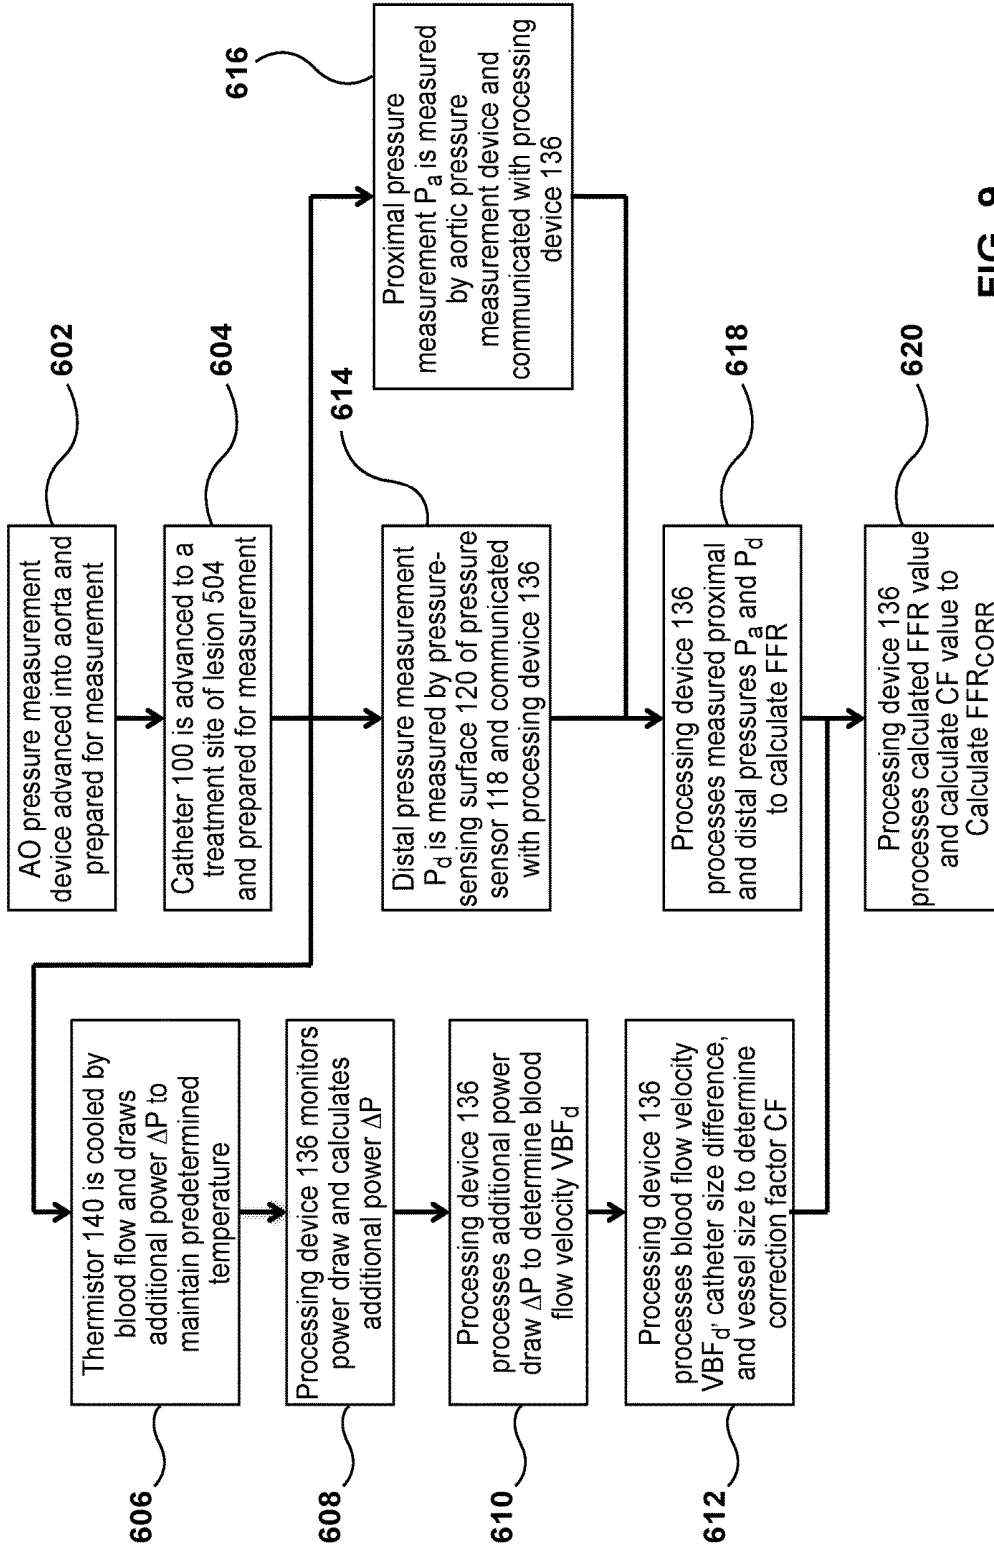 602
AO pressure measurement
device advanced into aorta and
prepared for measurement
604
Catheter 100 is advanced to a
treatment site of lesion 504
and prepared for measurement
606
Thermistor 140 is cooled by
blood flow and draws
additional power ΔP to
maintain predetermined
temperature
608
Processing device 136 monitors
power draw and calculates
additional power ΔP
610
Processing device 136
processes additional power
draw ΔP to determine blood
flow velocity VBFd
612
Processing device 136
processes blood flow velocity
VBFd, catheter size difference,
and vessel size to determine
correction factor CF
614
Distal pressure measurement
Pd is measured by pressure-
sensing surface 120 of pressure
sensor 118 and communicated
with processing device 136
616
Proximal pressure
measurement Pa is measured
by aortic pressure
measurement device and
communicated with processing
device 136
618
Processing device 136
processes measured proximal
and distal pressures Pa and Pd
to calculate FFR
620
Processing device 136
processes calculated FFR value
and calculate CF value to
Calculate FFRCORR